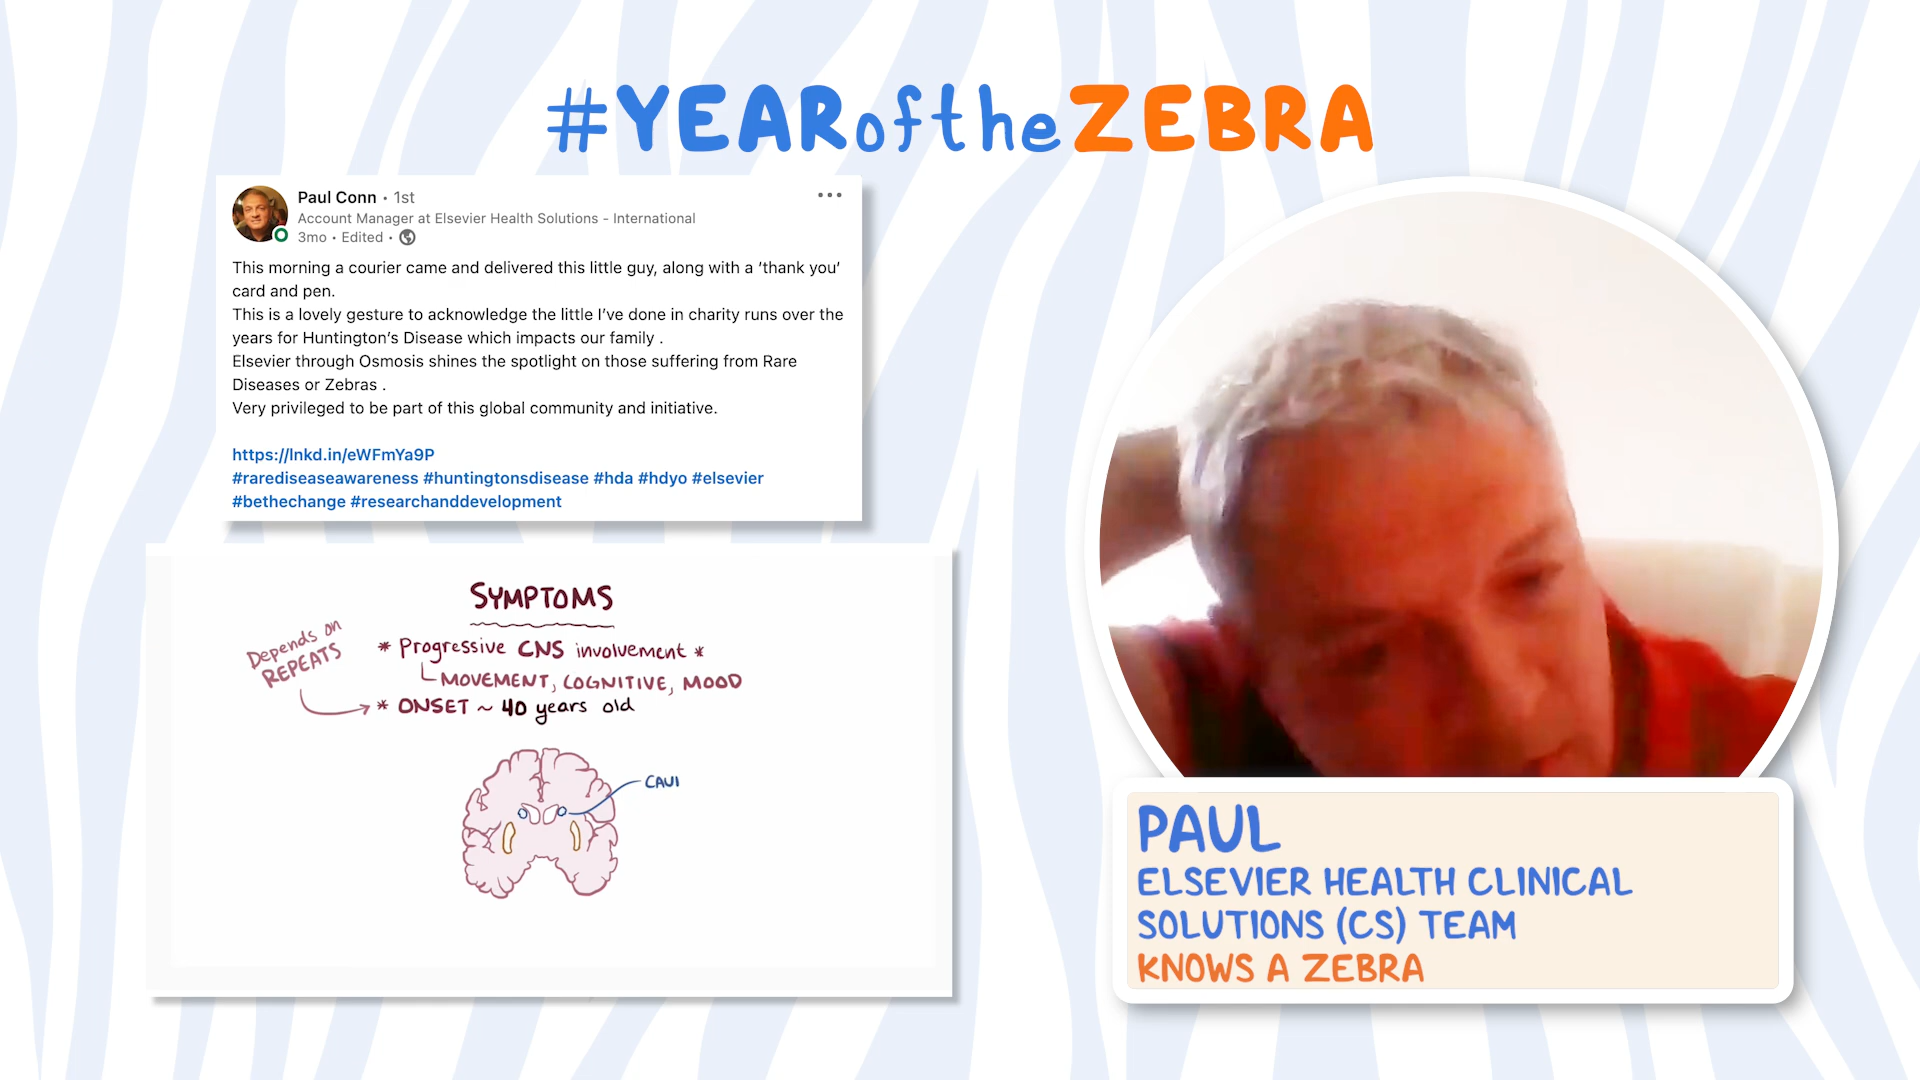 #YEARoftheZEBRA
Paul Conn • 1st
Account Manager at Elsevier Health Solutions - International
3mo • Edited •
This morning a courier came and delivered this little guy, along with a ‘thank you’
card and pen.
This is a lovely gesture to acknowledge the little I’ve done in charity runs over the
years for Huntington’s Disease which impacts our family .
Elsevier through Osmosis shines the spotlight on those suffering from Rare
Diseases or Zebras .
Very privileged to be part of this global community and initiative.
https://lnkd.in/eWFmYa9P
#rarediseaseawareness #huntingtonsdisease #hda #hdyo #elsevier
#bethechange #researchanddevelopment
SYMPTOMS
Depends on
REPEATS
* Progressive CNS involvement *
MOVEMENT, COGNITIVE, MOOD
* ONSET ~ 40 years old
CAUI
PAUL
ELSEVIER HEALTH CLINICAL
SOLUTIONS (CS) TEAM
KNOWS A ZEBRA